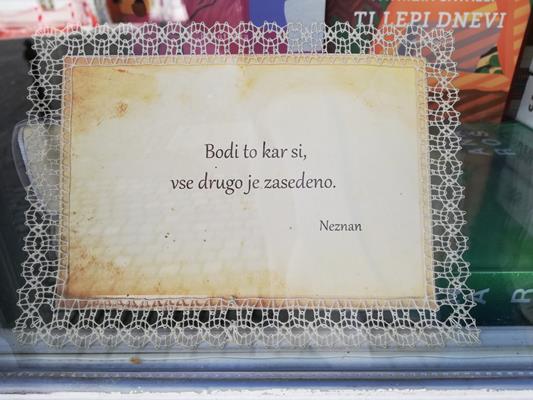 TI LEPI DNEVI
Bodi to kar si,
vse drugo je zasedeno.
Neznan